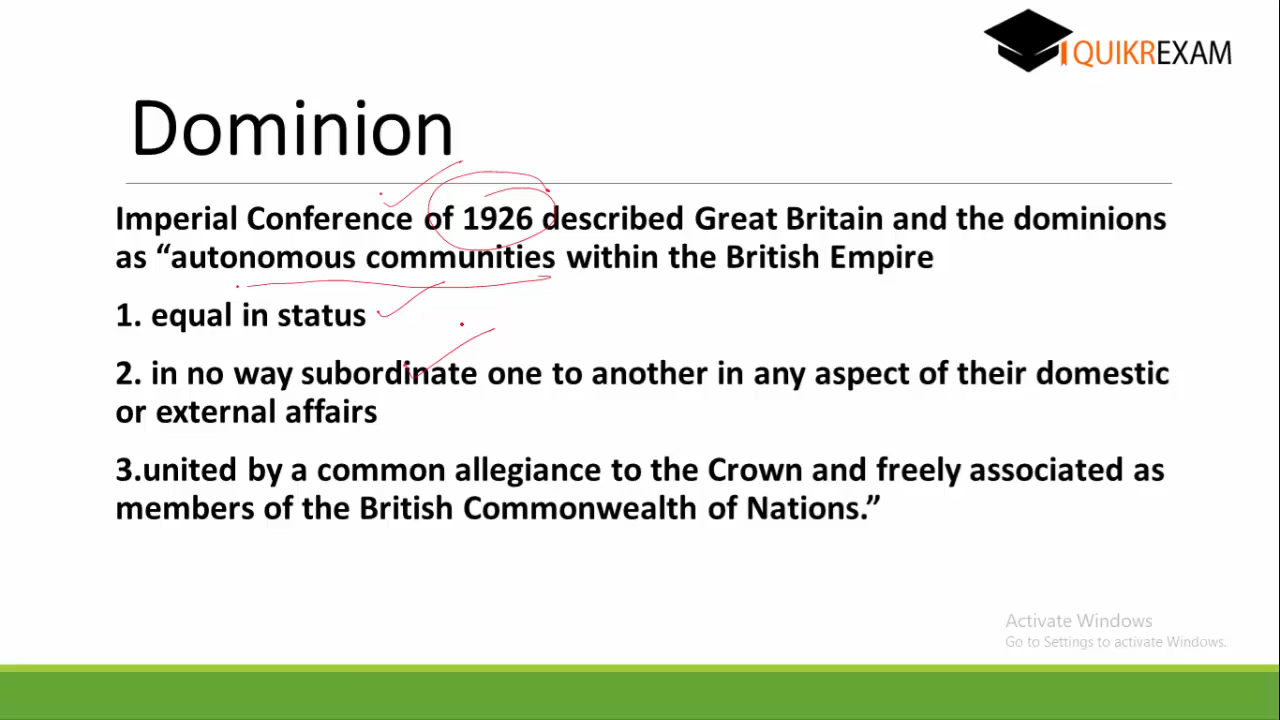 QUIKREXAM
Dominion
Imperial Conference of 1926 described Great Britain and the dominions
as “autonomous communities within the British Empire
1. equal in status
2. in no way subordinate one to another in any aspect of their domestic
or external affairs
3.united by a common allegiance to the Crown and freely associated as
members of the British Commonwealth of Nations.”
Activate Windows
Go to Settings to activate Windows.